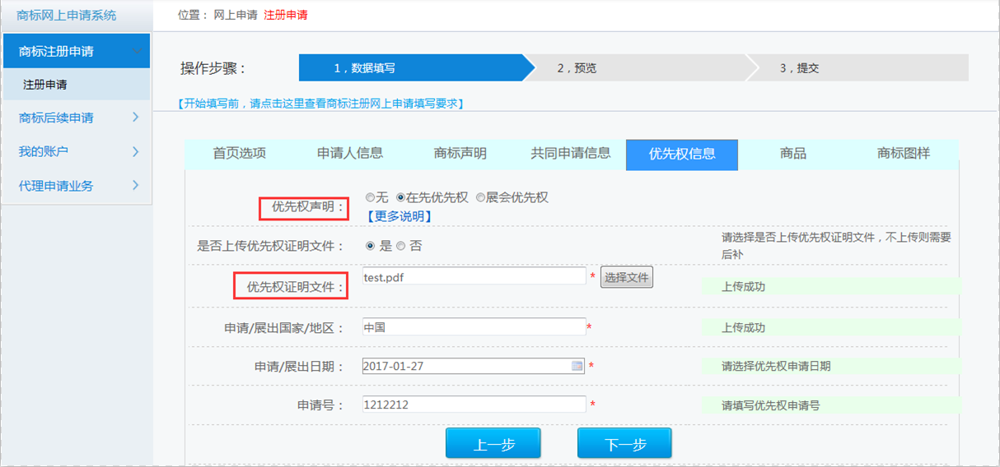 商标网上申请系统
位置： 网上申请 注册申请
商标注册申请
注册申请
商标后续申请
我的账户
代理申请业务
操作步骤：
1，数据填写
2，预览
3，提交
【开始填写前，请点击这里查看商标注册网上申请填写要求】
首页选项 申请人信息 商标声明 共同申请信息 优先权信息 商品 商标图样
优先权声明： 无 在先优先权 展会优先权
【更多说明】
是否上传优先权证明文件： 是 否 请选择是否上传优先权证明文件，不上传则需要
后补
优先权证明文件： test.pdf * 选择文件 上传成功
申请/展出国家/地区： 中国 * 上传成功
申请/展出日期： 2017-01-27 * 请选择优先权申请日期
申请号： 1212212 * 请填写优先权申请号
上一步 下一步